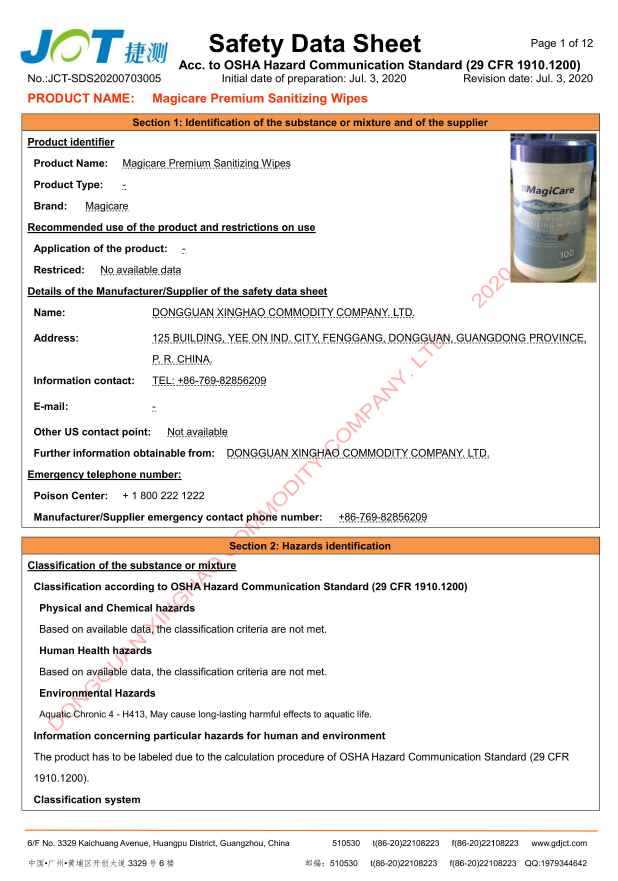 JCT 捷测
Safety Data Sheet
Page 1 of 12
Acc. to OSHA Hazard Communication Standard (29 CFR 1910.1200)
No.:JCT-SDS20200703005 Initial date of preparation: Jul. 3, 2020 Revision date: Jul. 3, 2020
PRODUCT NAME: Magicare Premium Sanitizing Wipes
Section 1: Identification of the substance or mixture and of the supplier
Product identifier
Product Name: Magicare Premium Sanitizing Wipes
Product Type: -
Brand: Magicare
MagiCare
PREMIUM
SANITIZING WIPES
100
Recommended use of the product and restrictions on use
Application of the product: -
Restricted: No available data
Details of the Manufacturer/Supplier of the safety data sheet
Name: DONGGUAN XINGHAO COMMODITY COMPANY. LTD.
Address: 125 BUILDING, YEE ON IND. CITY, FENGGANG, DONGGUAN, GUANGDONG PROVINCE,
P. R. CHINA.
Information contact: TEL: +86-769-82856209
E-mail: -
Other US contact point: Not available
Further information obtainable from: DONGGUAN XINGHAO COMMODITY COMPANY. LTD.
Emergency telephone number:
Poison Center: + 1 800 222 1222
Manufacturer/Supplier emergency contact phone number: +86-769-82856209
DONGGUAN XINGHAO COMMODITY COMPANY. LTD. 2020
Section 2: Hazards identification
Classification of the substance or mixture
Classification according to OSHA Hazard Communication Standard (29 CFR 1910.1200)
Physical and Chemical hazards
Based on available data, the classification criteria are not met.
Human Health hazards
Based on available data, the classification criteria are not met.
Environmental Hazards
Aquatic Chronic 4 - H413, May cause long-lasting harmful effects to aquatic life.
Information concerning particular hazards for human and environment
The product has to be labeled due to the calculation procedure of OSHA Hazard Communication Standard (29 CFR
1910.1200).
Classification system
6/F No. 3329 Kaichuang Avenue, Huangpu District, Guangzhou, China 510530 t(86-20)22108223 f(86-20)22108223 www.gdjct.com
中国•广州•黄埔区开创大道 3329 号 6 楼 邮编：510530 t(86-20)22108223 f(86-20)22108223 QQ:1979344642